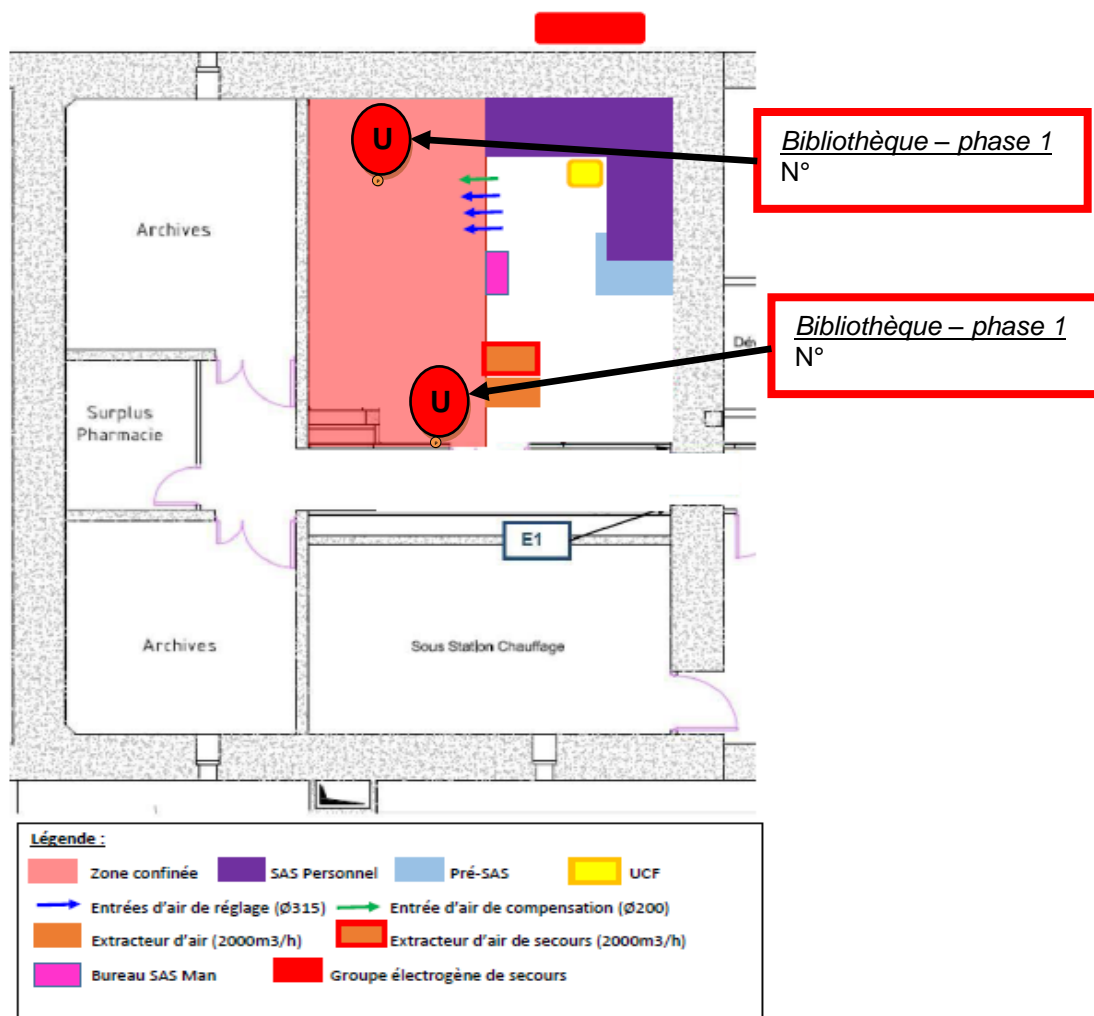 U
Bibliothèque – phase 1
N°
Archives
Bibliothèque – phase 1
N°
U
Surplus
Pharmacie
E1
Archives
Sous Station Chauffage
Légende :
Zone confinée
SAS Personnel
Pré-SAS
UCF
Entrées d'air de réglage (Ø315)
Entrée d'air de compensation (Ø200)
Extracteur d'air (2000m3/h)
Extracteur d'air de secours (2000m3/h)
Bureau SAS Man
Groupe électrogène de secours